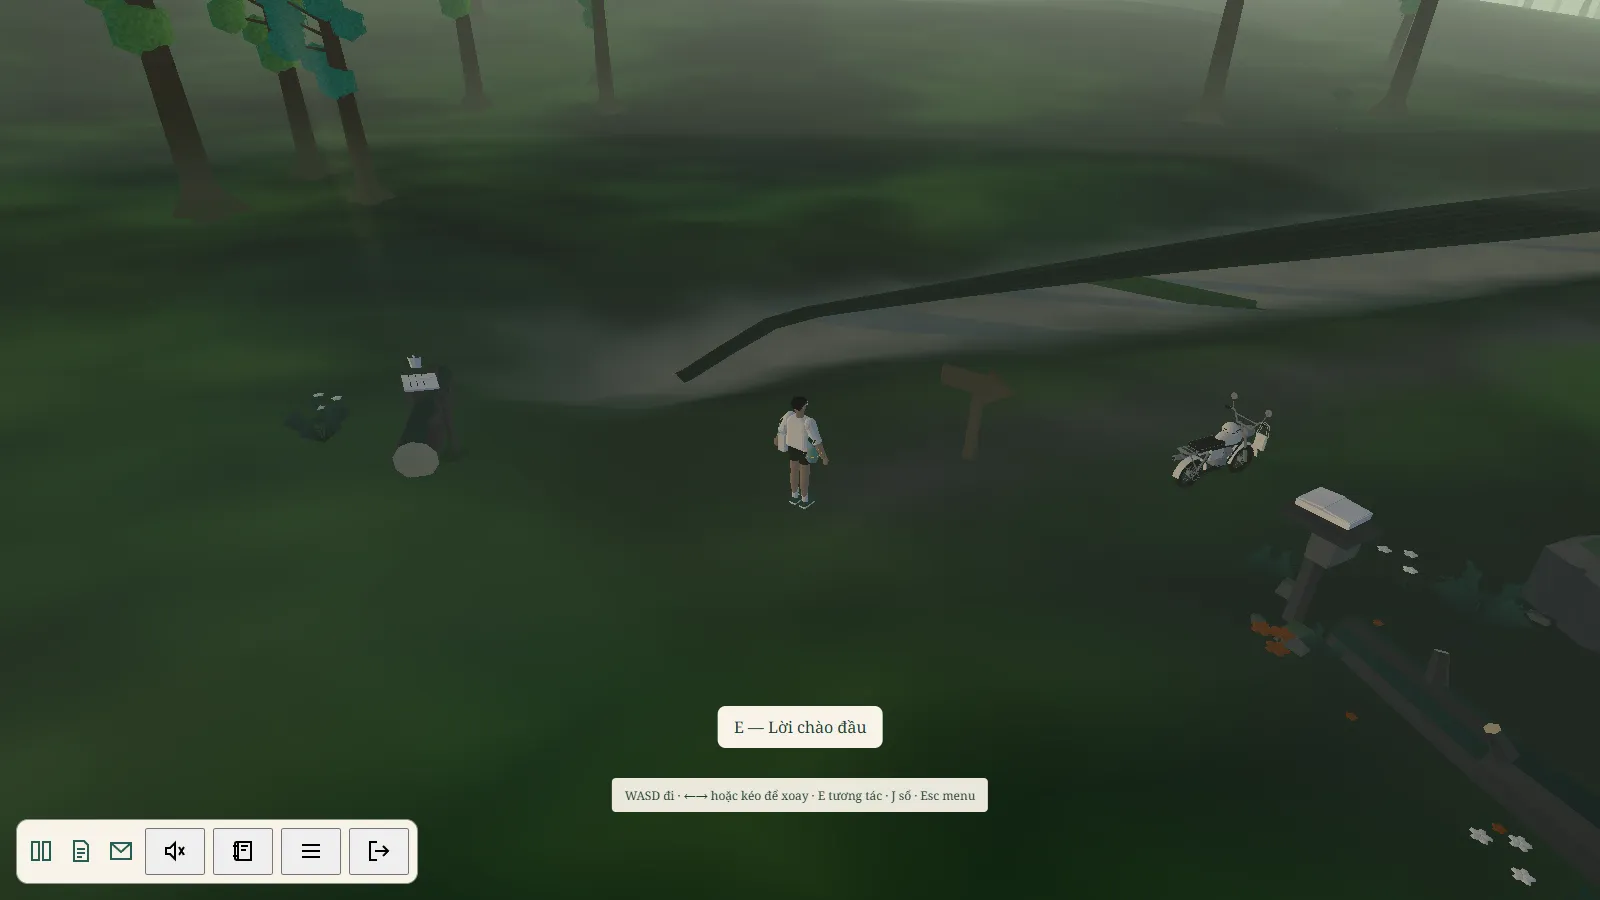 E — Lời chào đầu
WASD đi · ←→ hoặc kéo để xoay · E tương tác · J sổ · Esc menu